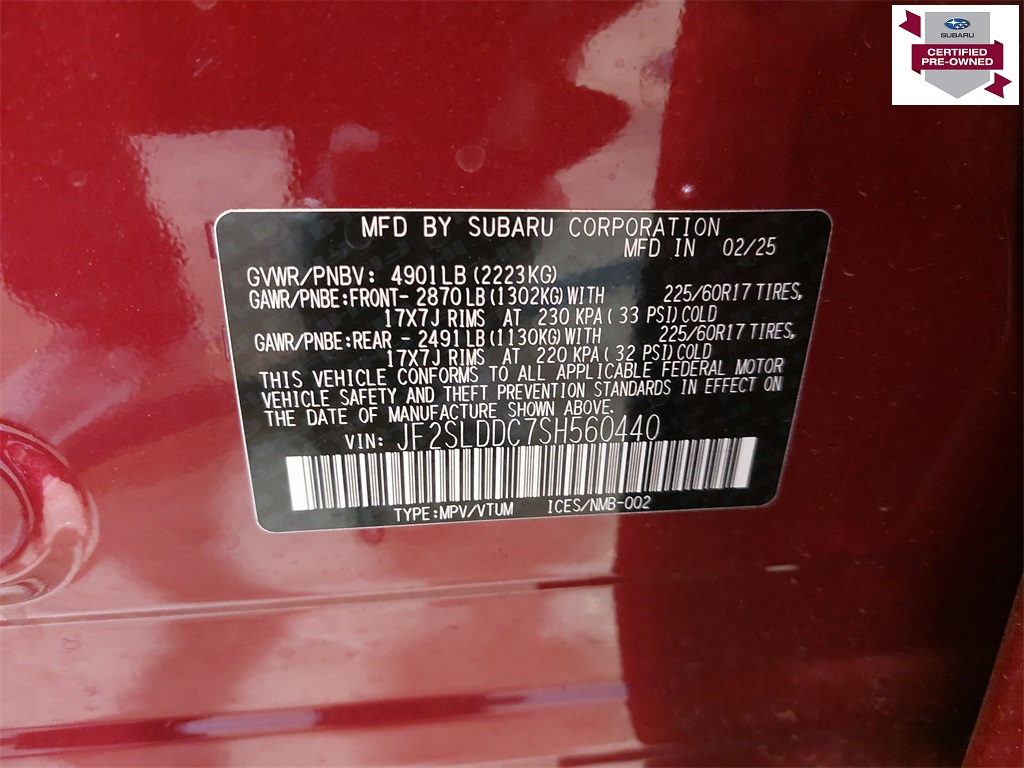 SUBARU
CERTIFIED
PRE-OWNED
MFD BY SUBARU CORPORATION
MFD IN 02/25
GVWR/PNBV: 4901LB(2223KG)
GAWR/PNBE:FRONT- 2870LB(1302KG)WITH 225/60R17 TIRES,
17X7J RIMS AT 230 KPA( 33 PSI)COLD
GAWR/PNBE:REAR - 2491LB(1130KG)WITH 225/60R17 TIRES,
17X7J RIMS AT 220 KPA( 32 PSI)COLD
THIS VEHICLE CONFORMS TO ALL APPLICABLE FEDERAL MOTOR
VEHICLE SAFETY AND THEFT PREVENTION STANDARDS IN EFFECT ON
THE DATE OF MANUFACTURE SHOWN ABOVE.
VIN: JF2SLDDC7SH560440
TYPE:MPV/VTUM ICES/NMB-002